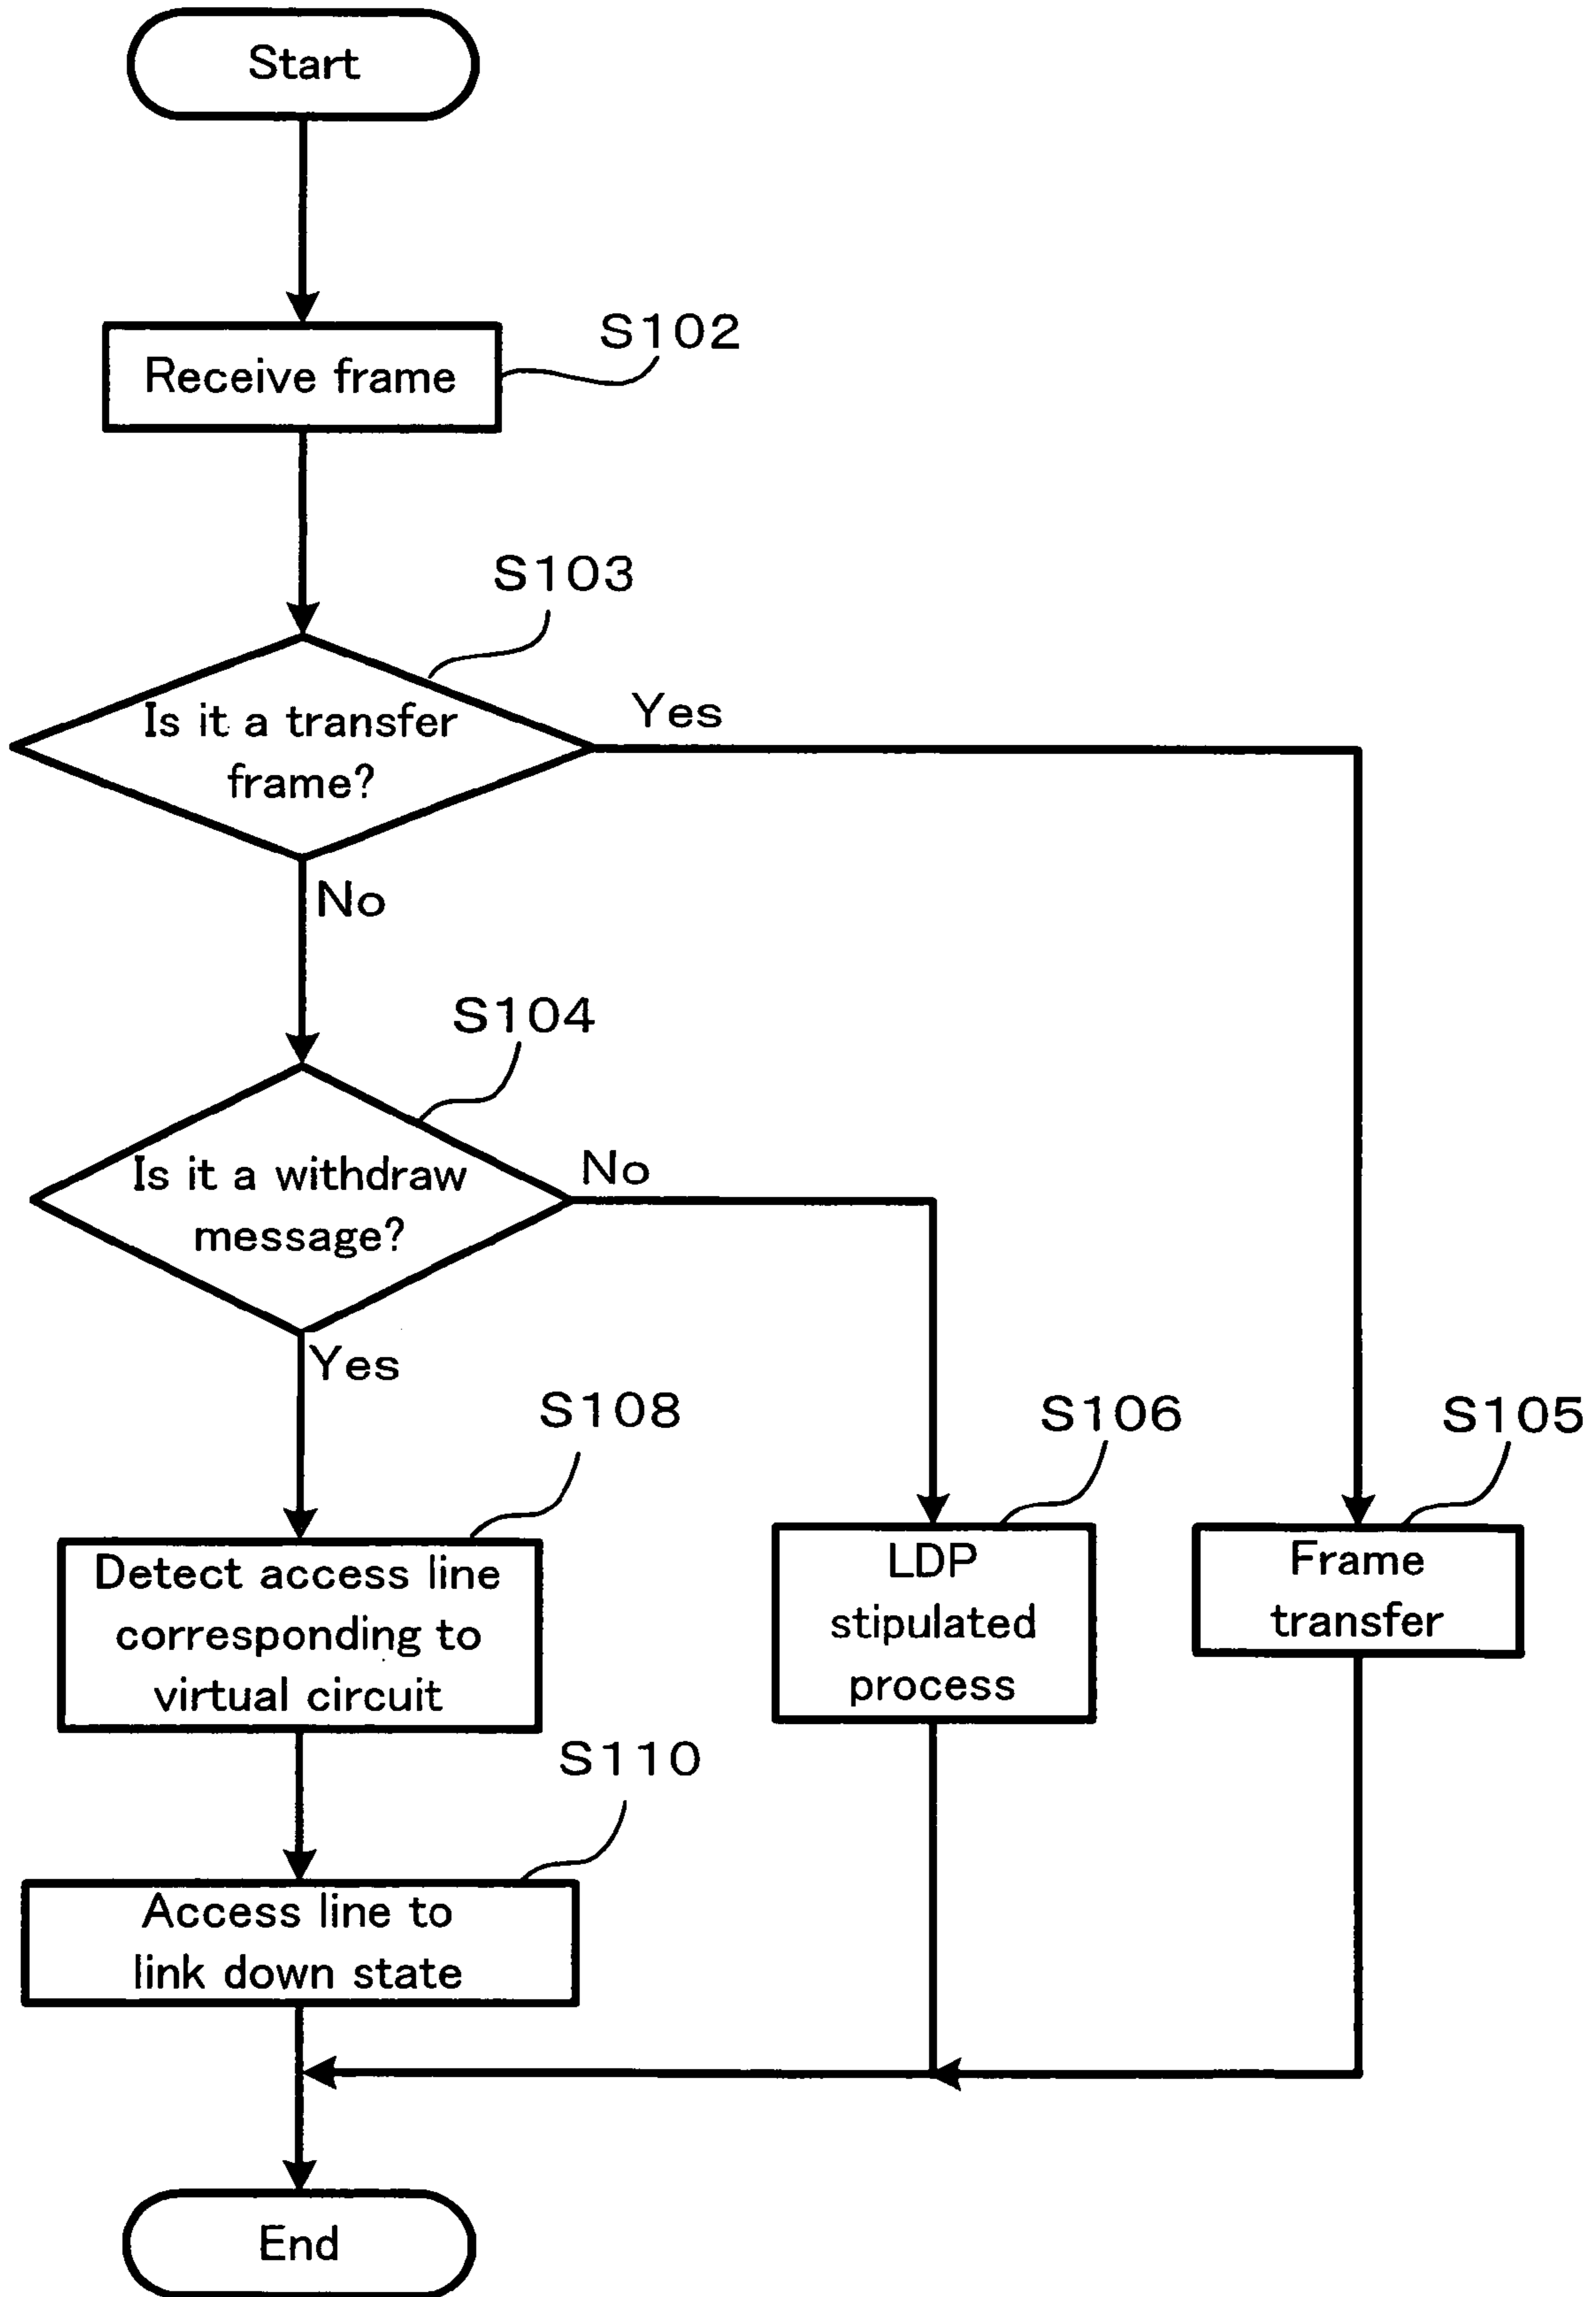 Start
S102
Receive frame
S103
Is it a transfer
frame?
Yes
No
S104
Is it a withdraw
message?
No
Yes
S108
Detect access line
corresponding to
virtual circuit
S106
LDP
stipulated
process
S105
Frame
transfer
S110
Access line to
link down state
End